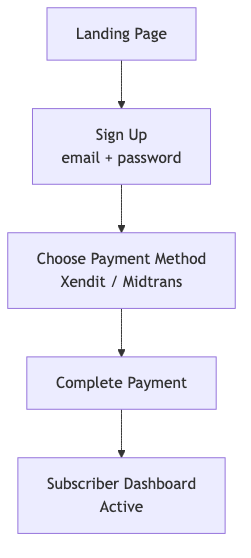 Landing Page
Sign Up
email + password
Choose Payment Method
Xendit / Midtrans
Complete Payment
Subscriber Dashboard
Active